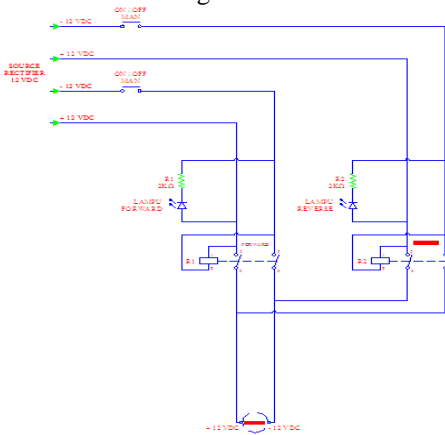 ON / OFF
MAN
- 12 VDC
+ 12 VDC
SOURCE
RECTIFIER
12 VDC
ON / OFF
MAN
- 12 VDC
+ 12 VDC
R1
2KΩ
LAMPU
FORWARD
R2
2KΩ
LAMPU
REVERSE
FORWARD
R1
R2
+ 12 VDC
- 12 VDC